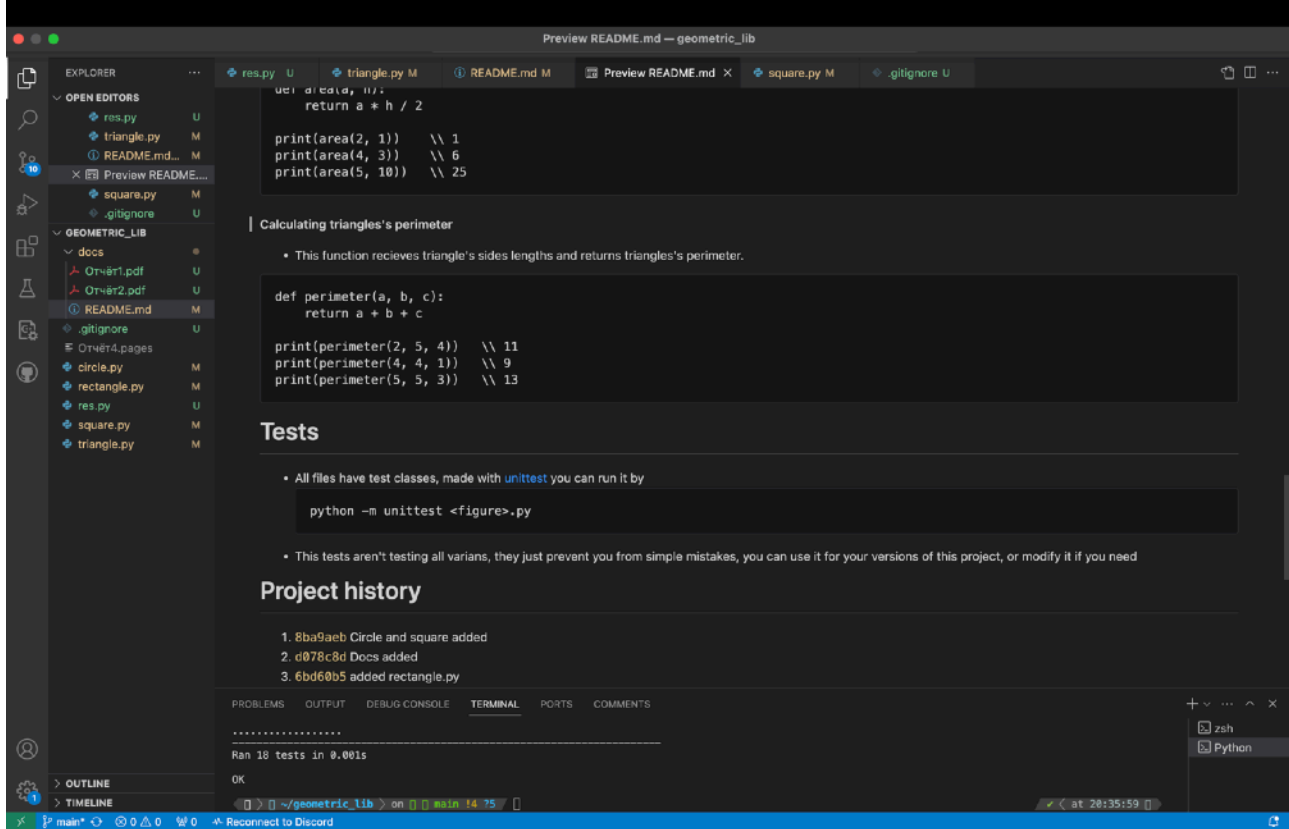 Preview README.md — geometric_lib
EXPLORER
res.py U
triangle.py M
README.md M
Preview README.md
square.py M
.gitignore U
OPEN EDITORS
res.py U
triangle.py M
README.md... M
Preview README....
square.py M
.gitignore U
GEOMETRIC_LIB
docs
Отчёт1.pdf U
Отчёт2.pdf U
README.md M
.gitignore U
Отчёт4.pages
circle.py M
rectangle.py M
res.py U
square.py M
triangle.py M
OUTLINE
TIMELINE
10
1
def area(a, h):
return a * h / 2
print(area(2, 1)) \\ 1
print(area(4, 3)) \\ 6
print(area(5, 10)) \\ 25
Calculating triangles's perimeter
• This function recieves triangle's sides lengths and returns triangles's perimeter.
def perimeter(a, b, c):
return a + b + c
print(perimeter(2, 5, 4)) \\ 11
print(perimeter(4, 4, 1)) \\ 9
print(perimeter(5, 5, 3)) \\ 13
Tests
• All files have test classes, made with unittest you can run it by
python -m unittest <figure>.py
• This tests aren't testing all varians, they just prevent you from simple mistakes, you can use it for your versions of this project, or modify it if you need
Project history
1. 8ba9aeb Circle and square added
2. d078c8d Docs added
3. 6bd60b5 added rectangle.py
PROBLEMS OUTPUT DEBUG CONSOLE TERMINAL PORTS COMMENTS
zsh
Python
..................
Ran 18 tests in 0.001s
OK
~/geometric_lib on main !4 ?5
at 20:35:59
main* 0 0 0 Reconnect to Discord